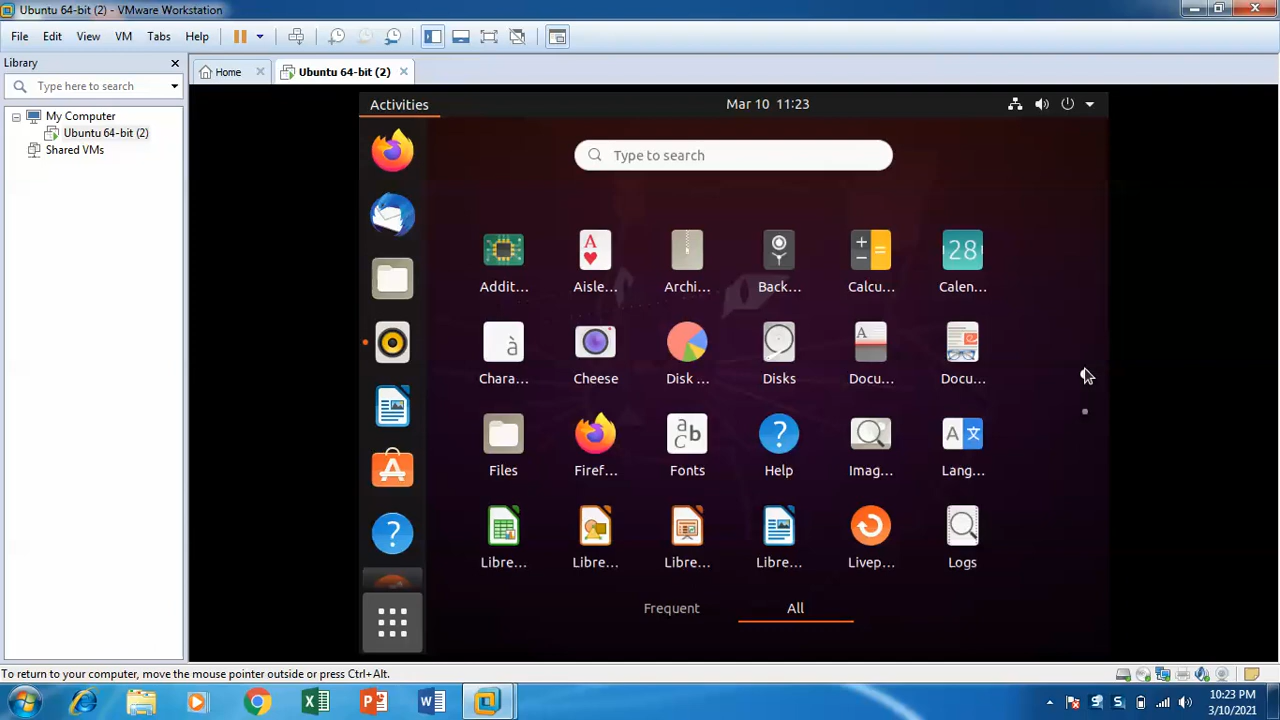 Ubuntu 64-bit (2) - VMware Workstation
File Edit View VM Tabs Help
Library
Type here to search
My Computer
Ubuntu 64-bit (2)
Shared VMs
Home
Ubuntu 64-bit (2)
Activities
Mar 10 11:23
Type to search
Addit... Aisle... Archi... Back... Calcu... Calen...
Chara... Cheese Disk ... Disks Docu... Docu...
Files Firef... Fonts Help Imag... Lang...
Libre... Libre... Libre... Libre... Livep... Logs
Frequent All
To return to your computer, move the mouse pointer outside or press Ctrl+Alt.
10:23 PM
3/10/2021